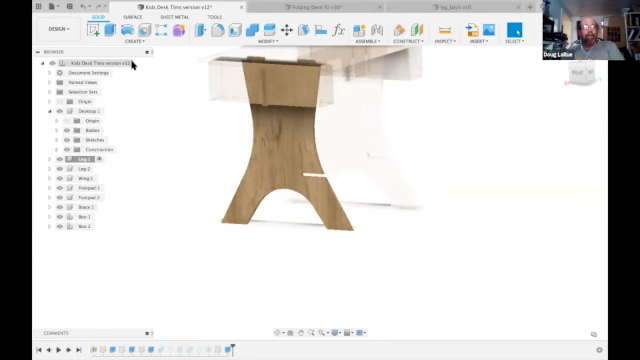 Kids Desk Tims version v12*
Folding Desk V2 v30*
leg_latch v10
DESIGN
SOLID
SURFACE
SHEET METAL
TOOLS
CREATE
MODIFY
ASSEMBLE
CONSTRUCT
INSPECT
INSERT
SELECT
Doug LaRue
BROWSER
Kids Desk Tims version v12
RIGHT
Document Settings
Named Views
Selection Sets
Origin
Desktop:1
Origin
Bodies
Sketches
Construction
Leg:1
Leg:2
Wing:1
Footpad:1
Footpad:2
Brace:1
Box:1
Box:2
COMMENTS